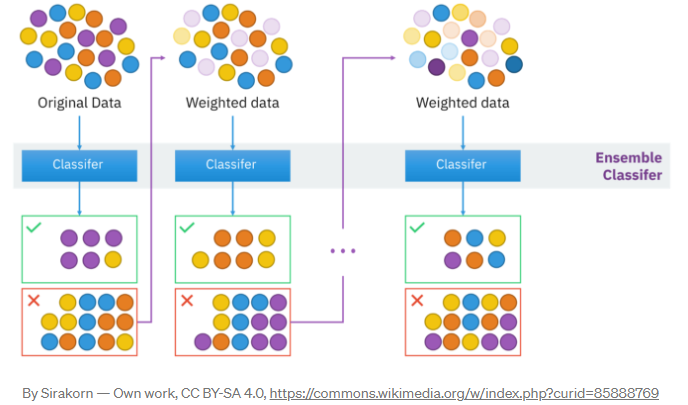 Original Data
Weighted data
Weighted data
Classifer
Classifer
Classifer
Ensemble
Classifer
...
By Sirakorn — Own work, CC BY-SA 4.0, https://commons.wikimedia.org/w/index.php?curid=85888769